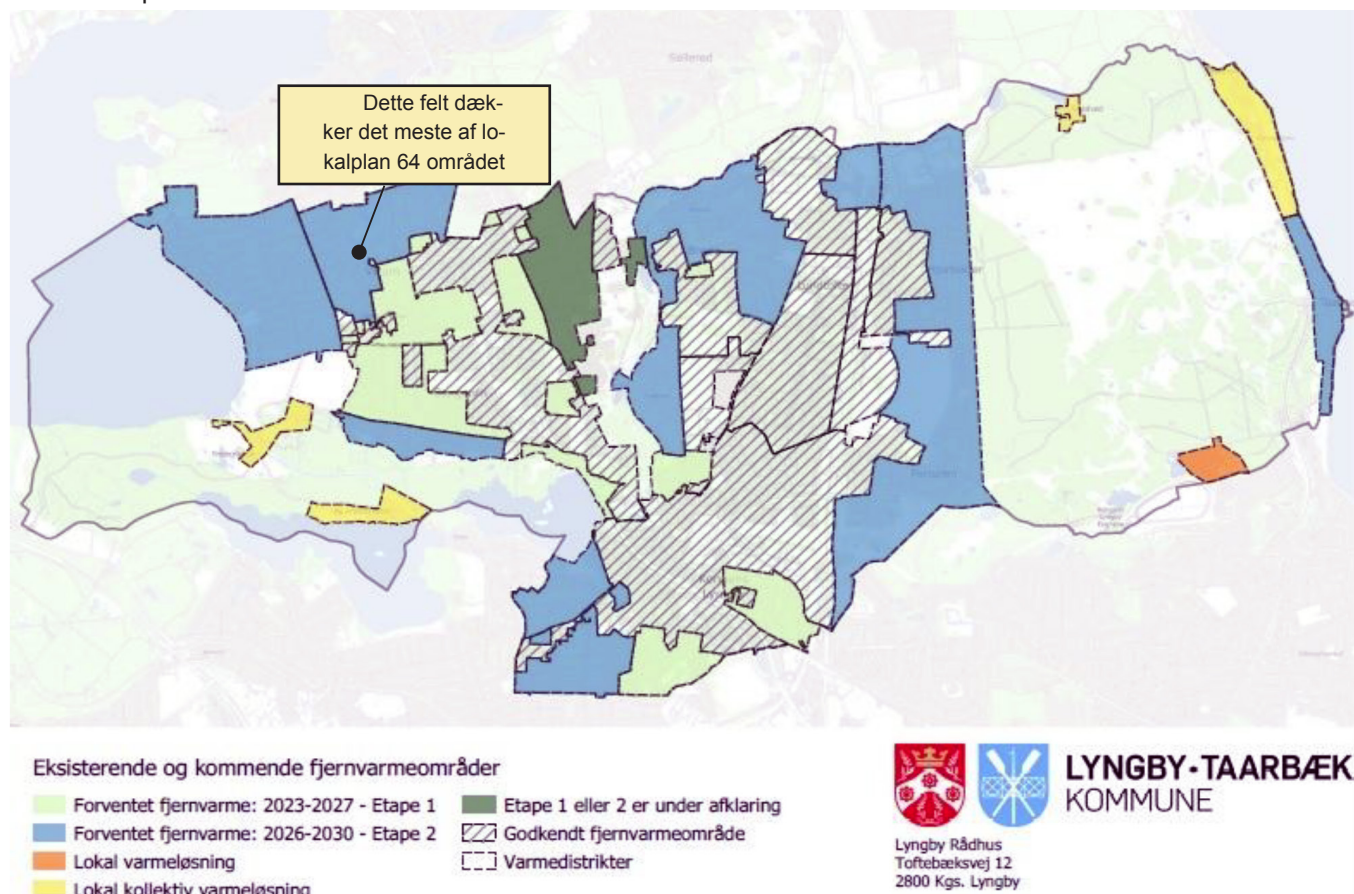 Søllerød
Dette felt dæk-
ker det meste af lo-
kalplan 64 området
Eksisterende og kommende fjernvarmeområder
Forventet fjernvarme: 2023-2027 - Etape 1
Forventet fjernvarme: 2026-2030 - Etape 2
Lokal varmeløsning
Lokal kollektiv varmeløsning
Etape 1 eller 2 er under afklaring
Godkendt fjernvarmeområde
Varmedistrikter
LYNGBY-TAARBÆK
KOMMUNE
Lyngby Rådhus
Toftebæksvej 12
2800 Kgs. Lyngby